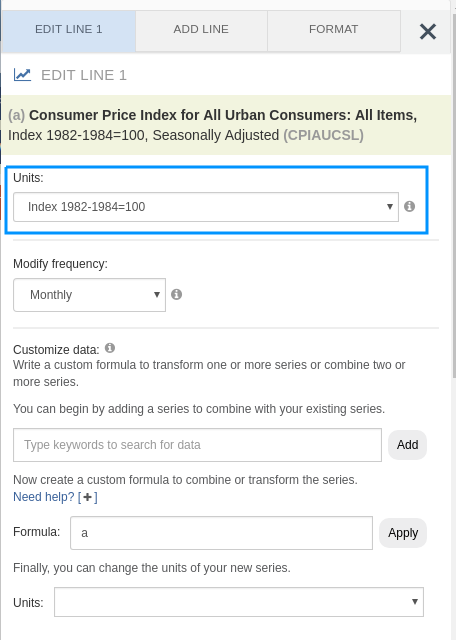 EDIT LINE 1 ADD LINE FORMAT
EDIT LINE 1
(a) Consumer Price Index for All Urban Consumers: All Items,
Index 1982-1984=100, Seasonally Adjusted (CPIAUCSL)
Units:
Index 1982-1984=100
Modify frequency:
Monthly
Customize data:
Write a custom formula to transform one or more series or combine two or
more series.
You can begin by adding a series to combine with your existing series.
Type keywords to search for data Add
Now create a custom formula to combine or transform the series.
Need help? [+]
Formula: a Apply
Finally, you can change the units of your new series.
Units: